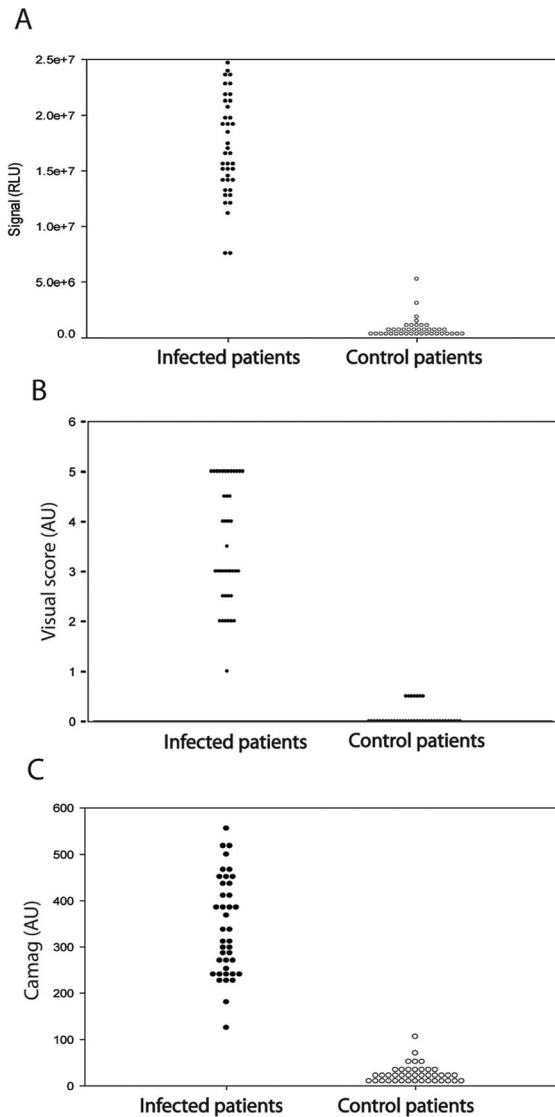 A
2.5e+7
2.0e+7
1.5e+7
1.0e+7
5.0e+6
0.0
Signal (RLU)
Infected patients Control patients
B
6
5
4
3
2
1
0
Visual score (AU)
Infected patients Control patients
C
600
500
400
300
200
100
0
Camag (AU)
Infected patients Control patients